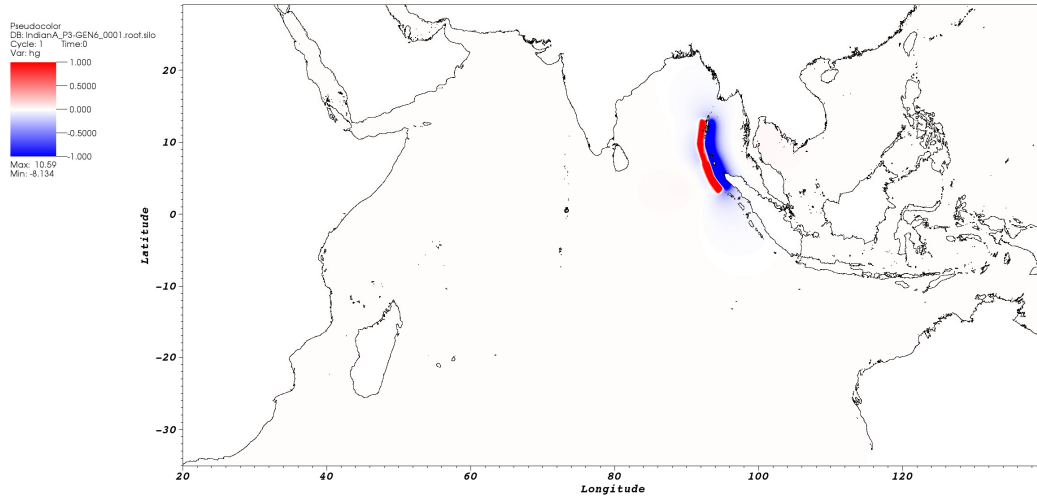 Pseudocolor
DB: IndianA_P3-GEN6_0001.root.silo
Cycle: 1 Time:0
Var: hg
1.000
0.5000
0.000
-0.5000
-1.000
Max: 10.59
Min: -8.134
20
10
0
-10
-20
-30
Latitude
20 40 60 80 100 120
Longitude